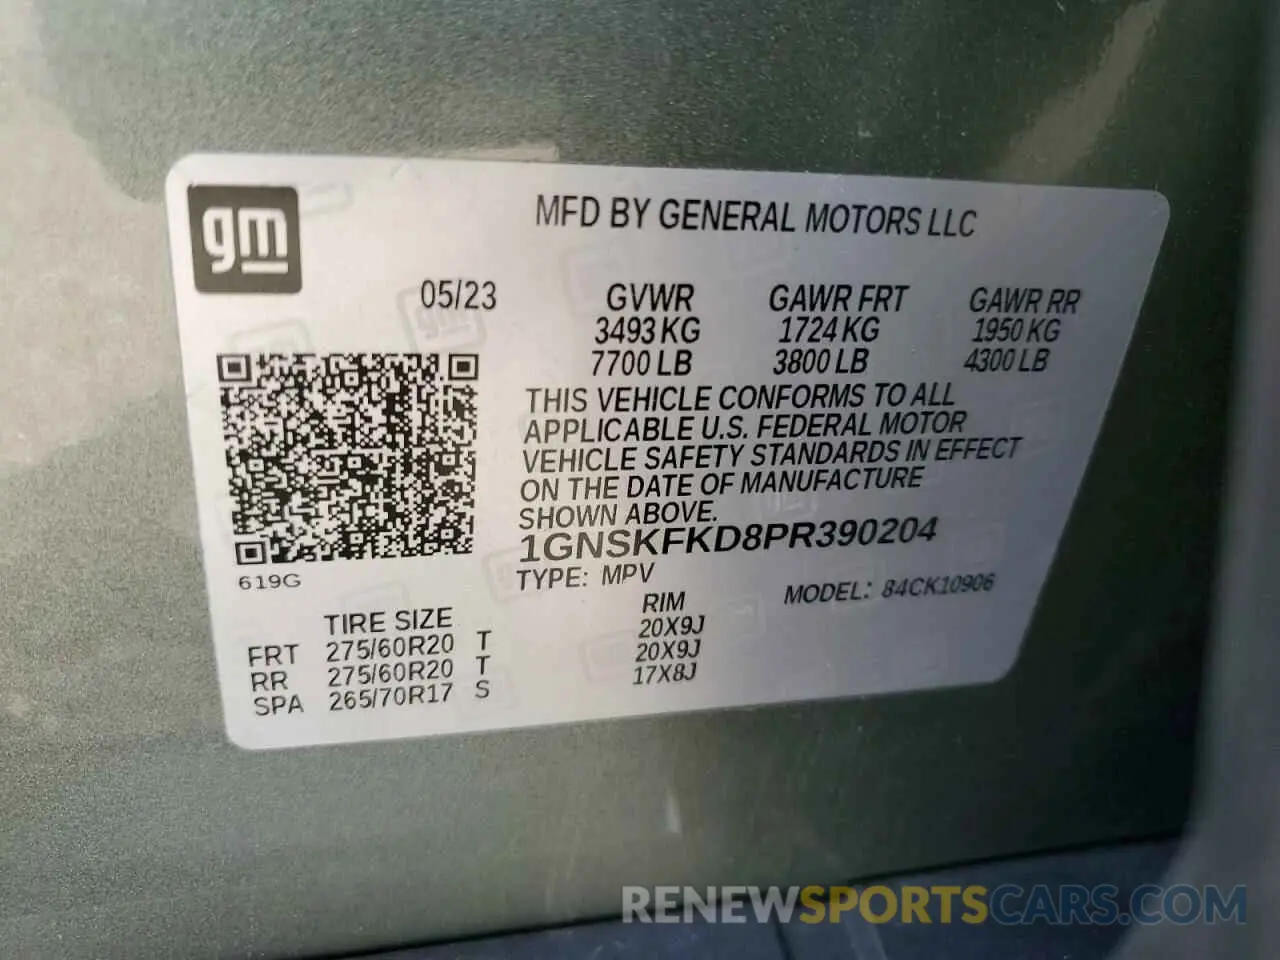 gm
MFD BY GENERAL MOTORS LLC
05/23
GVWR GAWR FRT GAWR RR
3493 KG 1724 KG 1950 KG
7700 LB 3800 LB 4300 LB
THIS VEHICLE CONFORMS TO ALL
APPLICABLE U.S. FEDERAL MOTOR
VEHICLE SAFETY STANDARDS IN EFFECT
ON THE DATE OF MANUFACTURE
SHOWN ABOVE.
1GNSKFKD8PR390204
619G
TYPE: MPV MODEL: 84CK10906
TIRE SIZE RIM
FRT 275/60R20 T 20X9J
RR 275/60R20 T 20X9J
SPA 265/70R17 S 17X8J
RENEWSPORTSCARS.COM